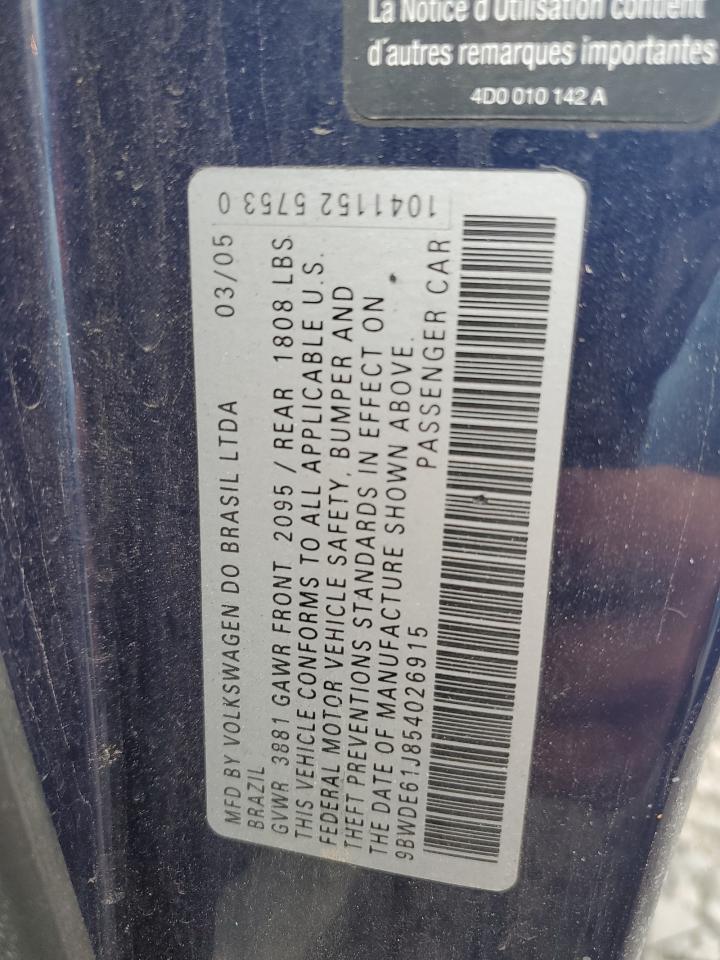 La Notice d'Utilisation contient
d'autres remarques importantes
4D0 010 142 A
1041152 5 5753 0
MFD BY VOLKSWAGEN DO BRASIL LTDA 03/05
BRAZIL
GVWR 3881 GAWR FRONT 2095 / REAR 1808 LBS
THIS VEHICLE CONFORMS TO ALL APPLICABLE U.S.
FEDERAL MOTOR VEHICLE SAFETY, BUMPER AND
THEFT PREVENTIONS STANDARDS IN EFFECT ON
THE DATE OF MANUFACTURE SHOWN ABOVE.
9BWDE61J854026915 PASSENGER CAR